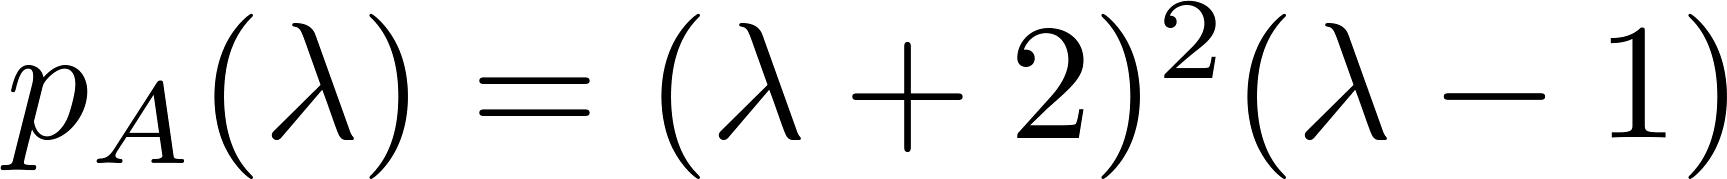 p_A(λ) = (λ + 2)²(λ − 1)